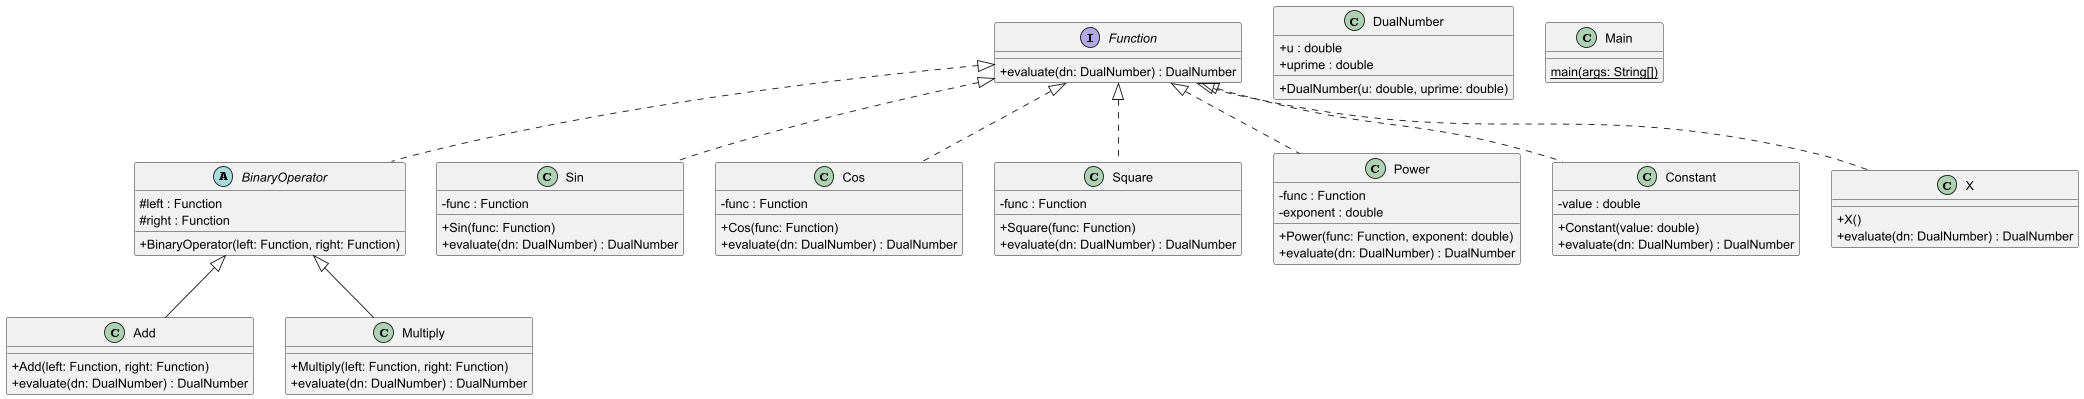 I Function
+evaluate(dn: DualNumber) : DualNumber
C DualNumber
+u : double
+uprime : double
+DualNumber(u: double, uprime: double)
C Main
main(args: String[])
A BinaryOperator
#left : Function
#right : Function
+BinaryOperator(left: Function, right: Function)
C Sin
-func : Function
+Sin(func: Function)
+evaluate(dn: DualNumber) : DualNumber
C Cos
-func : Function
+Cos(func: Function)
+evaluate(dn: DualNumber) : DualNumber
C Square
-func : Function
+Square(func: Function)
+evaluate(dn: DualNumber) : DualNumber
C Power
-func : Function
-exponent : double
+Power(func: Function, exponent: double)
+evaluate(dn: DualNumber) : DualNumber
C Constant
-value : double
+Constant(value: double)
+evaluate(dn: DualNumber) : DualNumber
C X
+X()
+evaluate(dn: DualNumber) : DualNumber
C Add
+Add(left: Function, right: Function)
+evaluate(dn: DualNumber) : DualNumber
C Multiply
+Multiply(left: Function, right: Function)
+evaluate(dn: DualNumber) : DualNumber